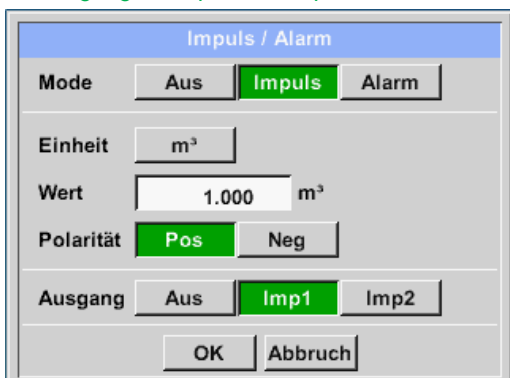 Impuls / Alarm
Mode Aus Impuls Alarm
Einheit m³
Wert 1.000 m³
Polarität Pos Neg
Ausgang Aus Imp1 Imp2
OK Abbruch